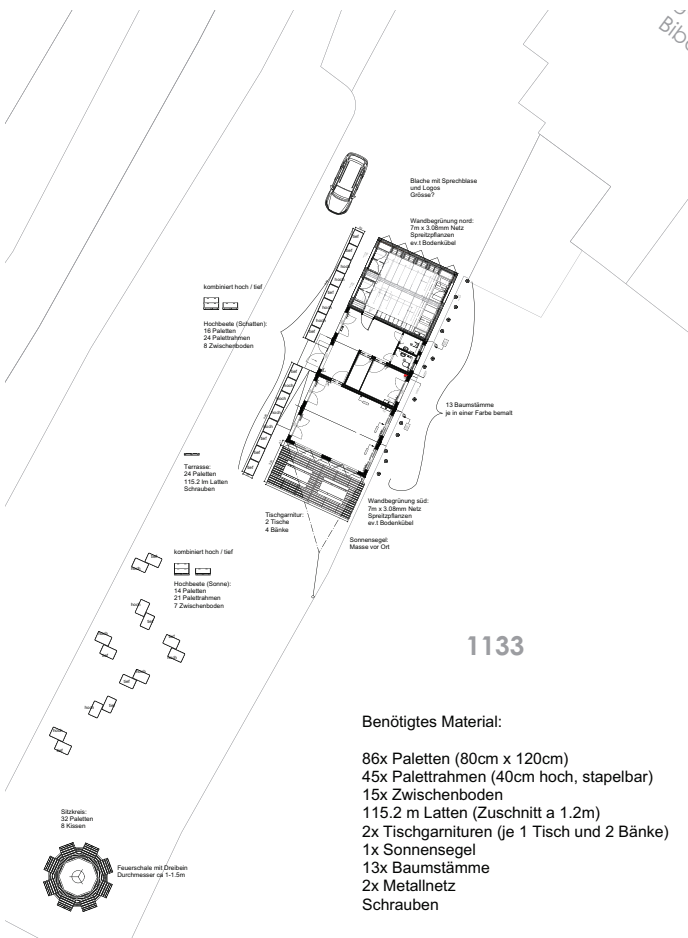 Blache mit Sprechblase
und Logos
Grösse?
Wandbegrünung nord:
7m x 3.08mm Netz
Spreitzpflanzen
ev.t Bodenkübel
kombiniert hoch / tief
Hochbeete (Schatten):
16 Paletten
24 Palettrahmen
8 Zwischenboden
13 Baumstämme
je in einer Farbe bemalt
Terrasse:
24 Paletten
115.2 lm Latten
Schrauben
Tischgarnitur:
2 Tische
4 Bänke
Wandbegrünung süd:
7m x 3.08mm Netz
Spreitzpflanzen
ev.t Bodenkübel
Sonnensegel:
Masse vor Ort
kombiniert hoch / tief
Hochbeete (Sonne):
14 Paletten
21 Palettrahmen
7 Zwischenboden
1133
Benötigtes Material:
86x Paletten (80cm x 120cm)
45x Palettrahmen (40cm hoch, stapelbar)
15x Zwischenboden
115.2 m Latten (Zuschnitt a 1.2m)
2x Tischgarnituren (je 1 Tisch und 2 Bänke)
1x Sonnensegel
13x Baumstämme
2x Metallnetz
Schrauben
Sitzkreis:
32 Paletten
8 Kissen
Feuerschale mit Dreibein
Durchmesser ca 1-1.5m